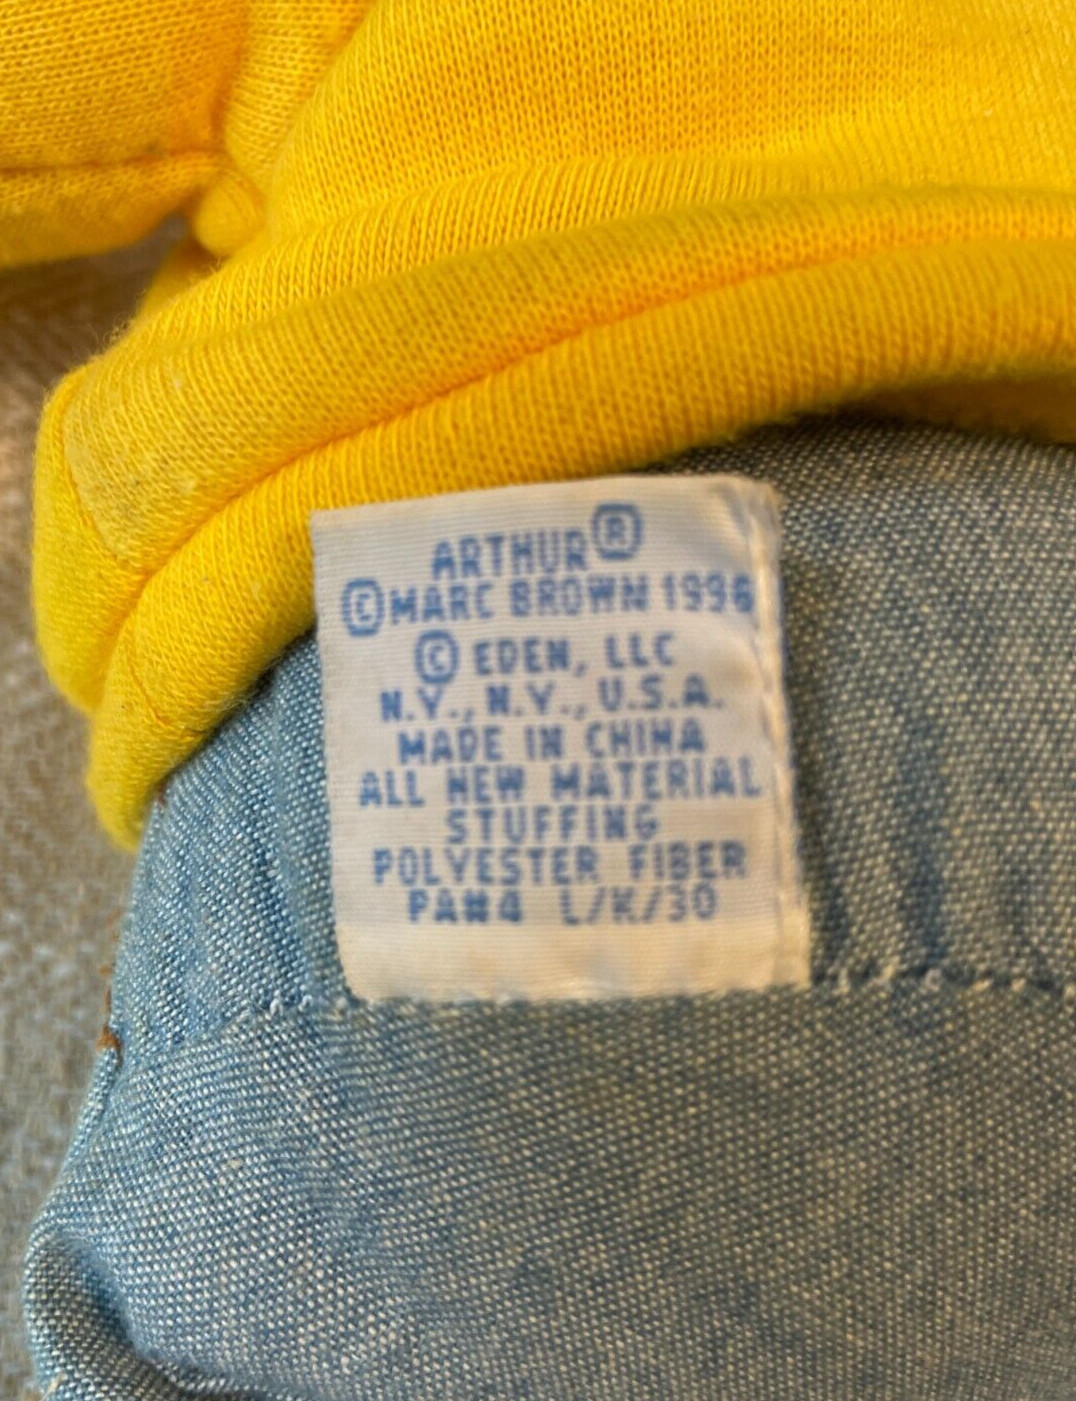 ARTHUR®
©MARC BROWN 1996
© EDEN, LLC
N.Y., N.Y., U.S.A.
MADE IN CHINA
ALL NEW MATERIAL
STUFFING
POLYESTER FIBER
PA#4 L/K/30